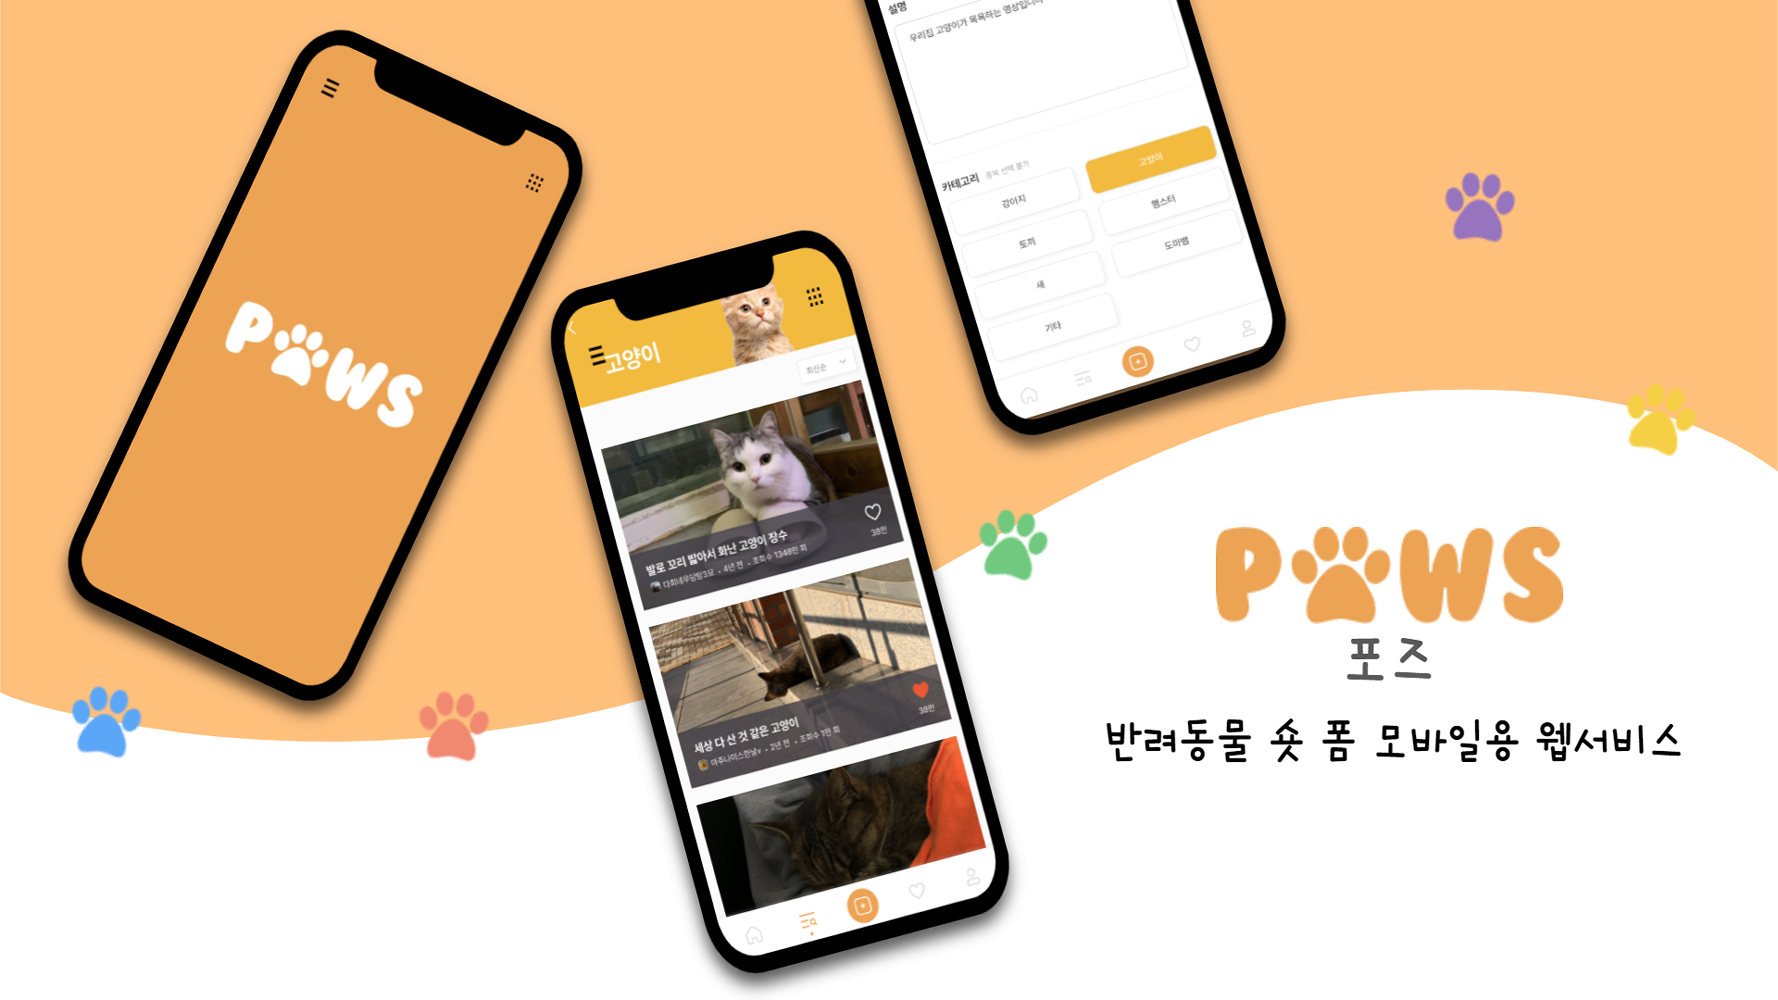 PAWS
고양이
최신순
발로 꼬리 밟아서 화난 고양이 장수
다희네우당탕3묘 • 4년 전 • 조회수 1348만 회
38만
세상 다 산 것 같은 고양이
아주나이스한날v • 2년 전 • 조회수 1만 회
38만
설명
우리집 고양이가 목욕하는 영상입니다
카테고리 중복 선택 불가
강아지
고양이
토끼
햄스터
새
도마뱀
기타
PAWS
포즈
반려동물 숏 폼 모바일용 웹서비스